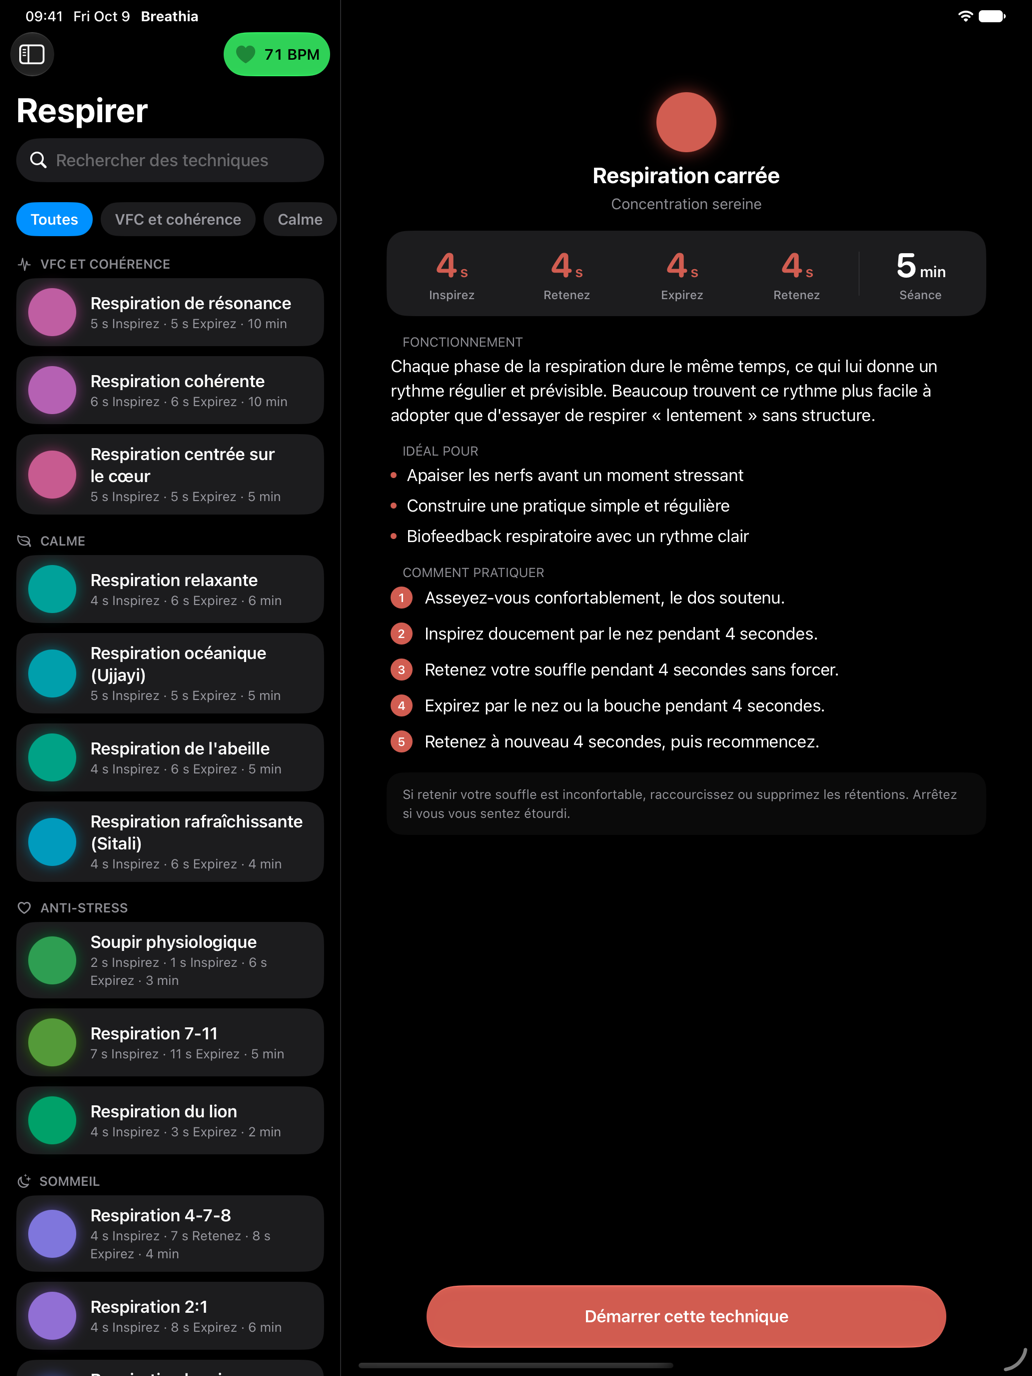 09:41 Fri Oct 9 Breathia
71 BPM
Respirer
Rechercher des techniques
Toutes
VFC et cohérence
Calme
VFC ET COHÉRENCE
Respiration de résonance
5 s Inspirez · 5 s Expirez · 10 min
Respiration cohérente
6 s Inspirez · 6 s Expirez · 10 min
Respiration centrée sur
le cœur
5 s Inspirez · 5 s Expirez · 5 min
CALME
Respiration relaxante
4 s Inspirez · 6 s Expirez · 6 min
Respiration océanique
(Ujjayi)
5 s Inspirez · 5 s Expirez · 5 min
Respiration de l'abeille
4 s Inspirez · 6 s Expirez · 5 min
Respiration rafraîchissante
(Sitali)
4 s Inspirez · 6 s Expirez · 4 min
ANTI-STRESS
Soupir physiologique
2 s Inspirez · 1 s Inspirez · 6 s
Expirez · 3 min
Respiration 7-11
7 s Inspirez · 11 s Expirez · 5 min
Respiration du lion
4 s Inspirez · 3 s Expirez · 2 min
SOMMEIL
Respiration 4-7-8
4 s Inspirez · 7 s Retenez · 8 s
Expirez · 4 min
Respiration 2:1
4 s Inspirez · 8 s Expirez · 6 min
Respiration carrée
Concentration sereine
4 s
Inspirez
4 s
Retenez
4 s
Expirez
4 s
Retenez
5 min
Séance
FONCTIONNEMENT
Chaque phase de la respiration dure le même temps, ce qui lui donne un
rythme régulier et prévisible. Beaucoup trouvent ce rythme plus facile à
adopter que d'essayer de respirer « lentement » sans structure.
IDÉAL POUR
• Apaiser les nerfs avant un moment stressant
• Construire une pratique simple et régulière
• Biofeedback respiratoire avec un rythme clair
COMMENT PRATIQUER
1 Asseyez-vous confortablement, le dos soutenu.
2 Inspirez doucement par le nez pendant 4 secondes.
3 Retenez votre souffle pendant 4 secondes sans forcer.
4 Expirez par le nez ou la bouche pendant 4 secondes.
5 Retenez à nouveau 4 secondes, puis recommencez.
Si retenir votre souffle est inconfortable, raccourcissez ou supprimez les rétentions. Arrêtez
si vous vous sentez étourdi.
Démarrer cette technique